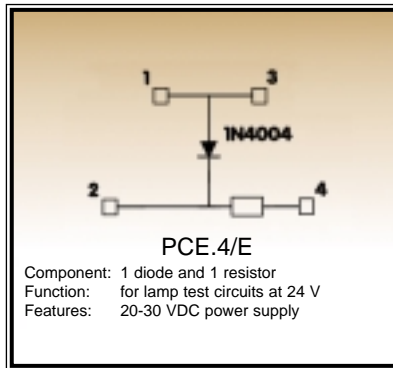 1 3
1N4004
2 4
PCE.4/E
Component: 1 diode and 1 resistor
Function: for lamp test circuits at 24 V
Features: 20-30 VDC power supply